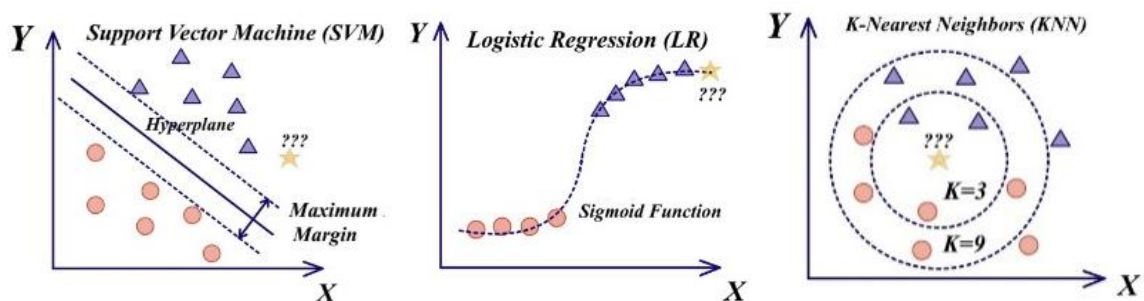 Y
Support Vector Machine (SVM)
Hyperplane
???
Maximum
Margin
X
Y
Logistic Regression (LR)
???
Sigmoid Function
X
Y
K-Nearest Neighbors (KNN)
???
K=3
K=9
X